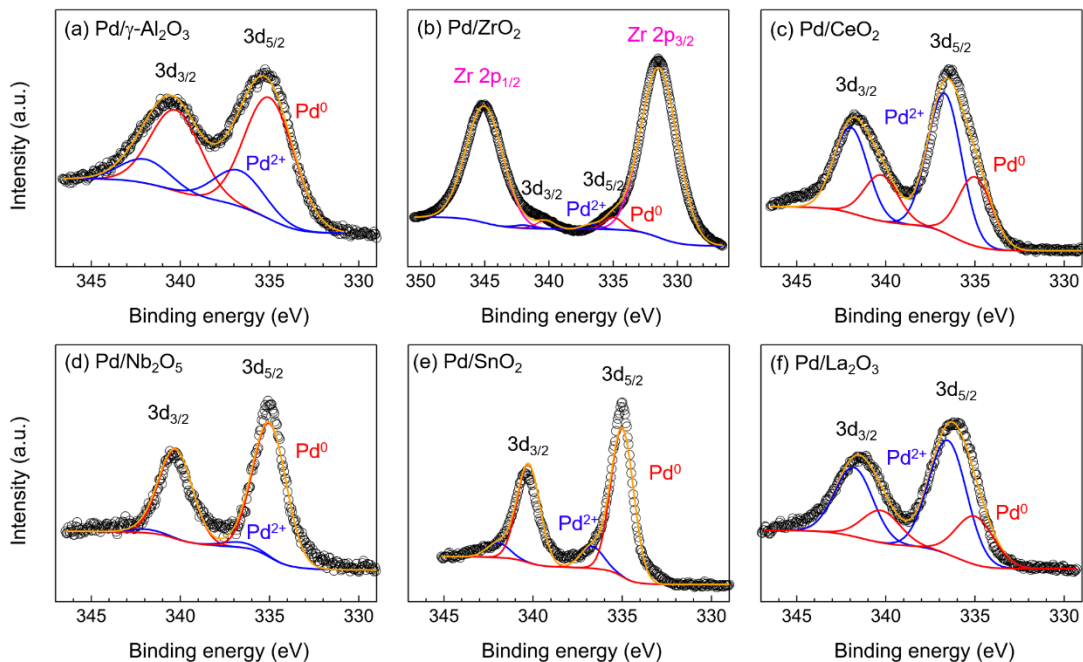 (a) Pd/γ-Al₂O₃
3d₅/₂
3d₃/₂
Pd⁰
Pd²⁺
345 340 335 330
Binding energy (eV)
Intensity (a.u.)
(b) Pd/ZrO₂
Zr 2p₃/₂
Zr 2p₁/₂
3d₃/₂
3d₅/₂
Pd²⁺
Pd⁰
350 345 340 335 330
Binding energy (eV)
(c) Pd/CeO₂
3d₅/₂
3d₃/₂
Pd²⁺
Pd⁰
345 340 335 330
Binding energy (eV)
(d) Pd/Nb₂O₅
3d₅/₂
3d₃/₂
Pd⁰
Pd²⁺
345 340 335 330
Binding energy (eV)
Intensity (a.u.)
(e) Pd/SnO₂
3d₅/₂
3d₃/₂
Pd⁰
Pd²⁺
345 340 335 330
Binding energy (eV)
(f) Pd/La₂O₃
3d₅/₂
3d₃/₂
Pd²⁺
Pd⁰
345 340 335 330
Binding energy (eV)